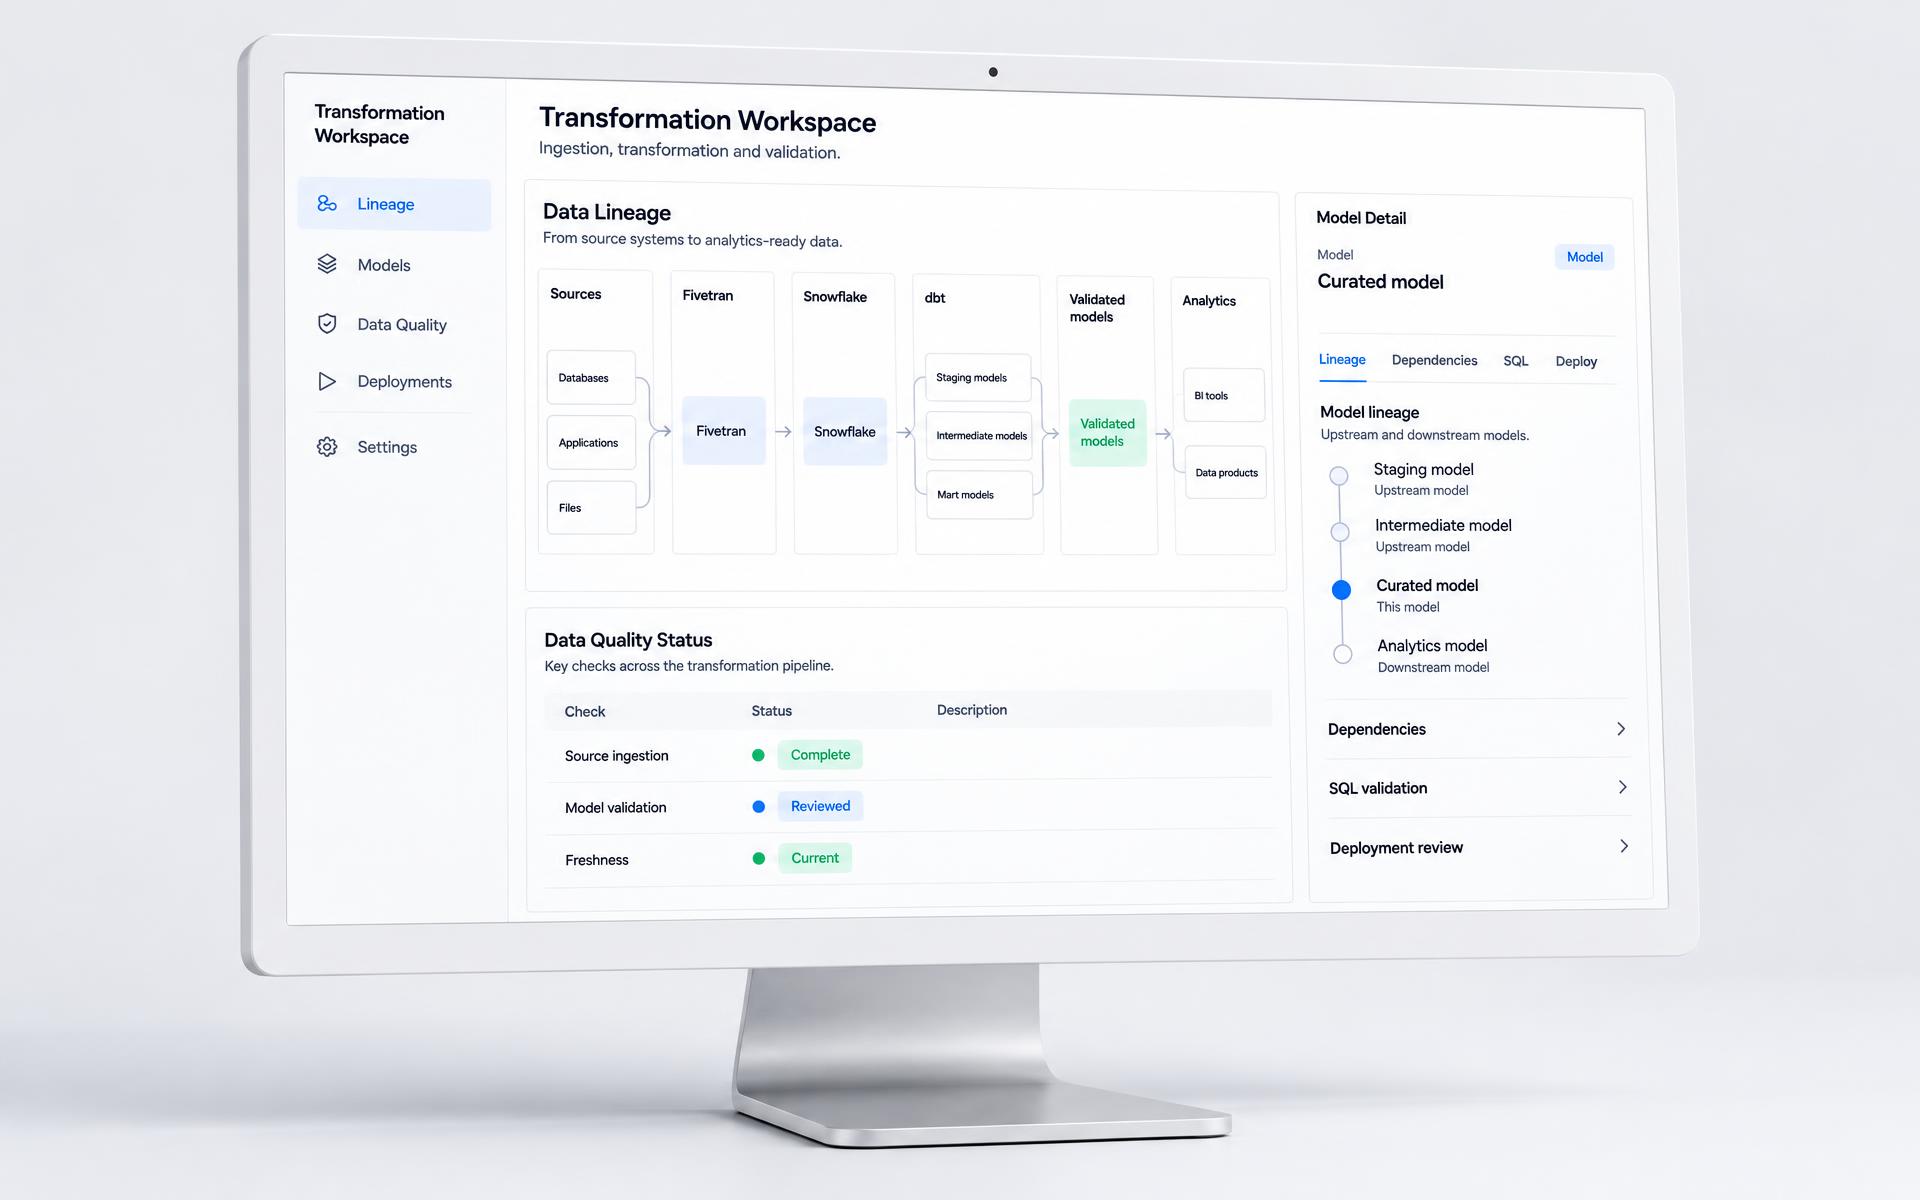 Transformation
Workspace
Lineage
Models
Data Quality
Deployments
Settings
Transformation Workspace
Ingestion, transformation and validation.
Data Lineage
From source systems to analytics-ready data.
Sources
Databases
Applications
Files
Fivetran
Fivetran
Snowflake
Snowflake
dbt
Staging models
Intermediate models
Mart models
Validated
models
Validated
models
Analytics
BI tools
Data products
Data Quality Status
Key checks across the transformation pipeline.
Check Status Description
Source ingestion Complete
Model validation Reviewed
Freshness Current
Model Detail
Model
Model
Curated model
Lineage Dependencies SQL Deploy
Model lineage
Upstream and downstream models.
Staging model
Upstream model
Intermediate model
Upstream model
Curated model
This model
Analytics model
Downstream model
Dependencies
SQL validation
Deployment review